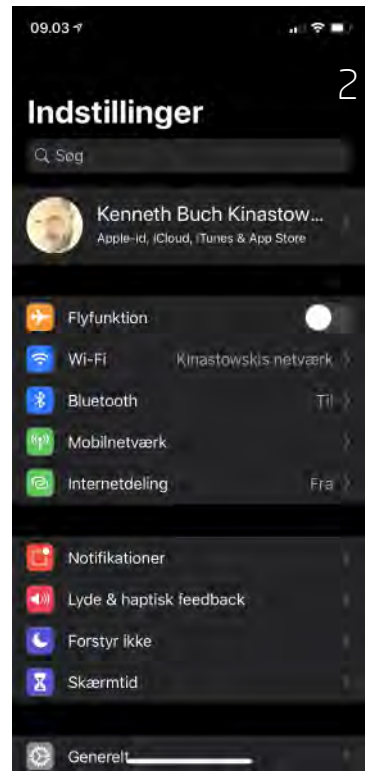 09.03
2
Indstillinger
Søg
Kenneth Buch Kinastow...
Apple-id, iCloud, iTunes & App Store
Flyfunktion
Wi-Fi Kinastowskis netværk
Bluetooth Til
Mobilnetværk
Internetdeling Fra
Notifikationer
Lyde & haptisk feedback
Forstyr ikke
Skærmtid
Generelt